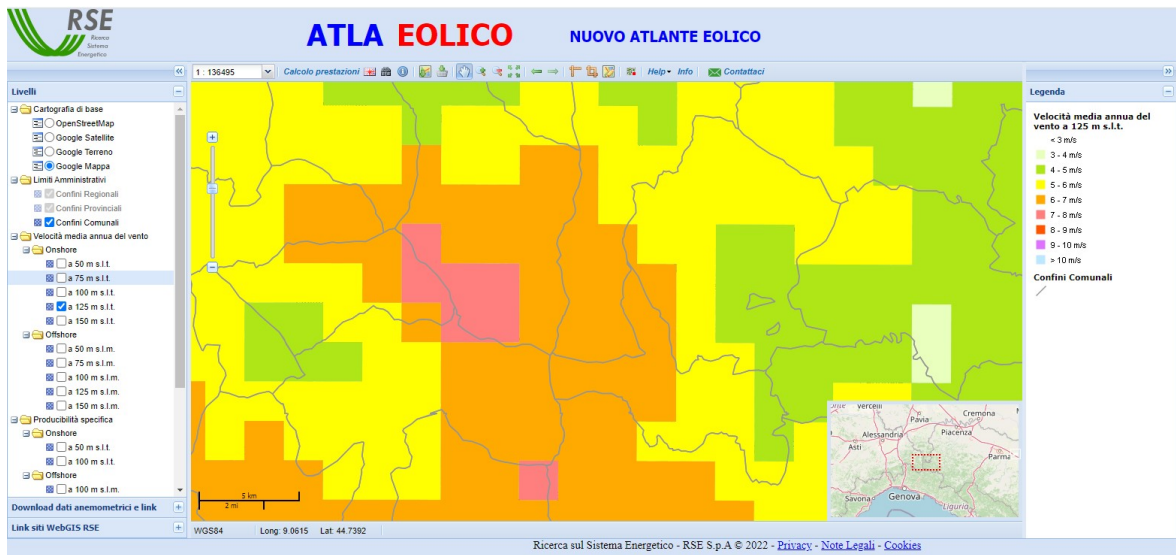 RSE
Ricerca
Sistema
Energetico
ATLA EOLICO
NUOVO ATLANTE EOLICO
1 : 136495
Calcolo prestazioni
Help
Info
Contattaci
Livelli
Cartografia di base
OpenStreetMap
Google Satellite
Google Terreno
Google Mappa
Limiti Amministrativi
Confini Regionali
Confini Provinciali
Confini Comunali
Velocità media annua del vento
Onshore
a 50 m s.l.t.
a 75 m s.l.t.
a 100 m s.l.t.
a 125 m s.l.t.
a 150 m s.l.t.
Offshore
a 50 m s.l.m.
a 75 m s.l.m.
a 100 m s.l.m.
a 125 m s.l.m.
a 150 m s.l.m.
Producibilità specifica
Onshore
a 50 m s.l.t.
a 100 m s.l.t.
Offshore
a 100 m s.l.m.
Download dati anemometrici e link
Link siti WebGIS RSE
5 km
2 mi
WGS84
Long: 9.0615 Lat: 44.7392
Vercelli
Pavia
Cremona
Alessandria
Piacenza
Asti
Parma
Savona
Genova
Liguria
Legenda
Velocità media annua del
vento a 125 m s.l.t.
< 3 m/s
3 - 4 m/s
4 - 5 m/s
5 - 6 m/s
6 - 7 m/s
7 - 8 m/s
8 - 9 m/s
9 - 10 m/s
> 10 m/s
Confini Comunali
Ricerca sul Sistema Energetico - RSE S.p.A © 2022 - Privacy - Note Legali - Cookies